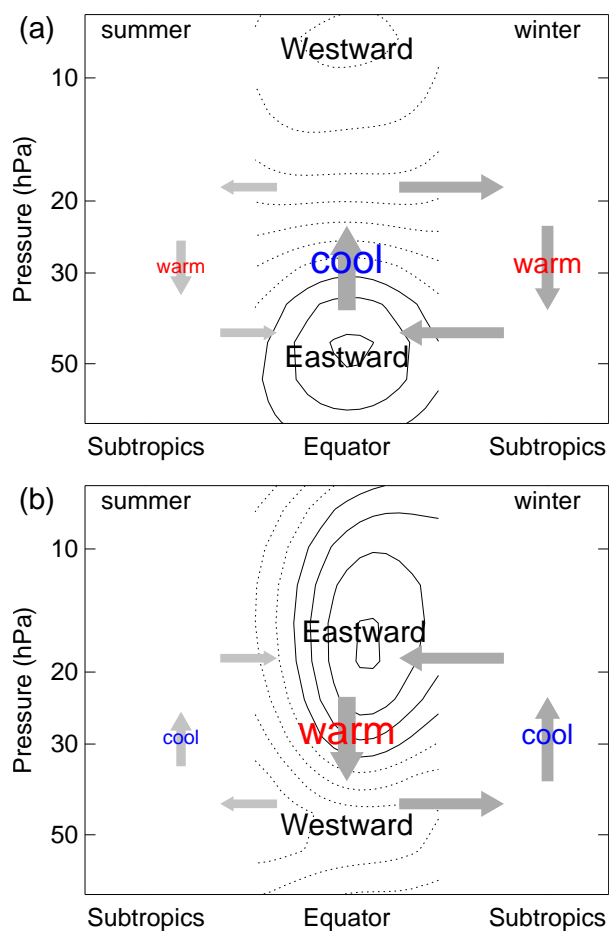 (a)
summer
winter
Westward
10
20
30
50
Pressure (hPa)
warm
cool
warm
Eastward
Subtropics
Equator
Subtropics
(b)
summer
winter
10
20
30
50
Pressure (hPa)
Eastward
cool
warm
cool
Westward
Subtropics
Equator
Subtropics